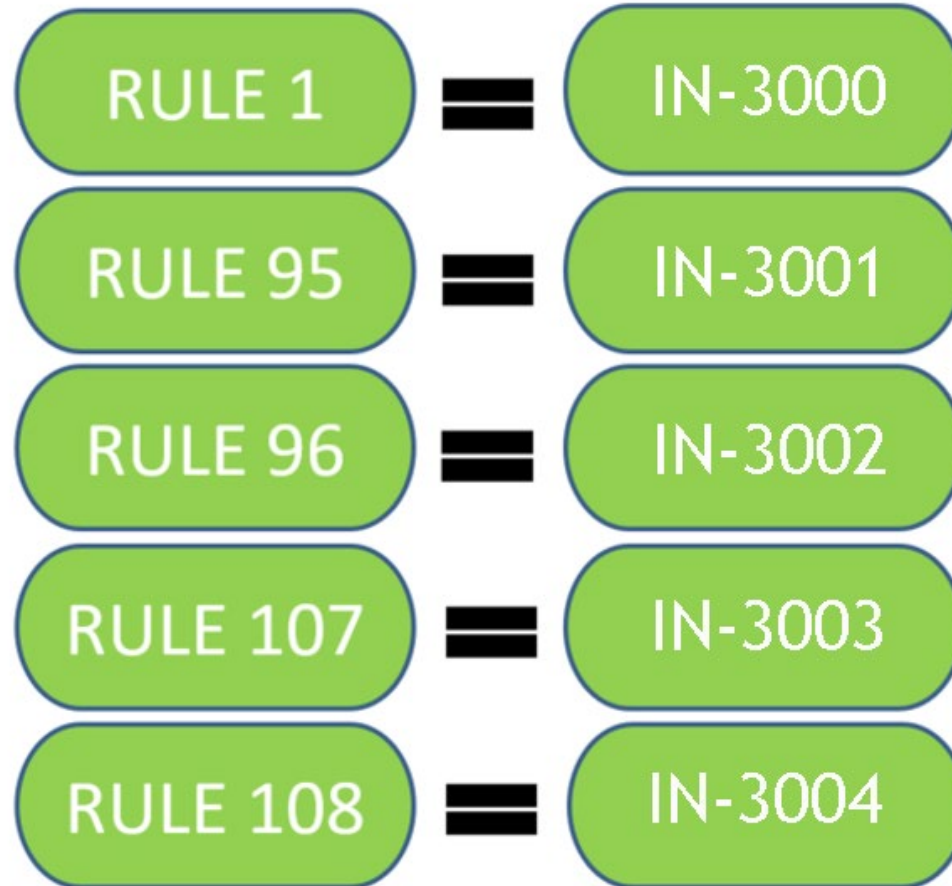 RULE 1 = IN-3000
RULE 95 = IN-3001
RULE 96 = IN-3002
RULE 107 = IN-3003
RULE 108 = IN-3004